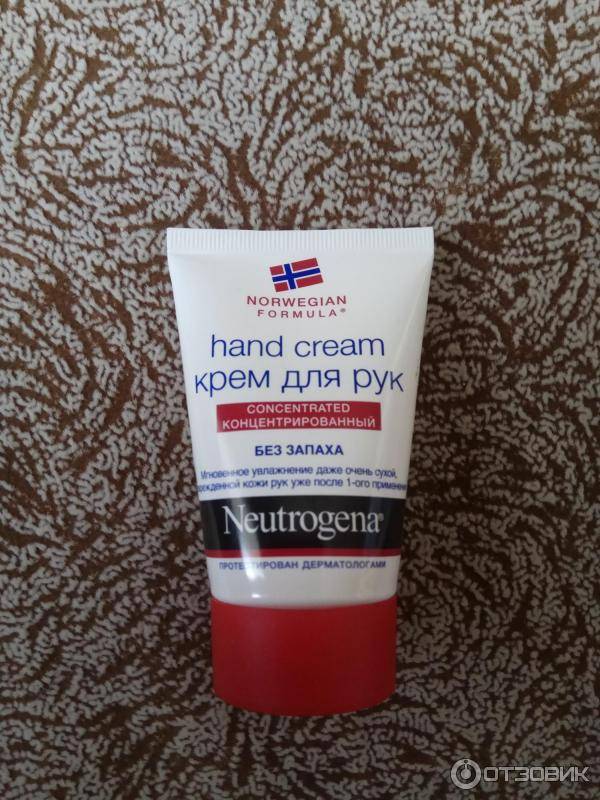 NORWEGIAN
FORMULA®
hand cream
крем для рук
CONCENTRATED
КОНЦЕНТРИРОВАННЫЙ
БЕЗ ЗАПАХА
Мгновенное увлажнение даже очень сухой,
кожи рук уже после 1-ого
Neutrogena®
ПРОТЕСТИРОВАН ДЕРМАТОЛОГАМИ
ОТЗОВИК